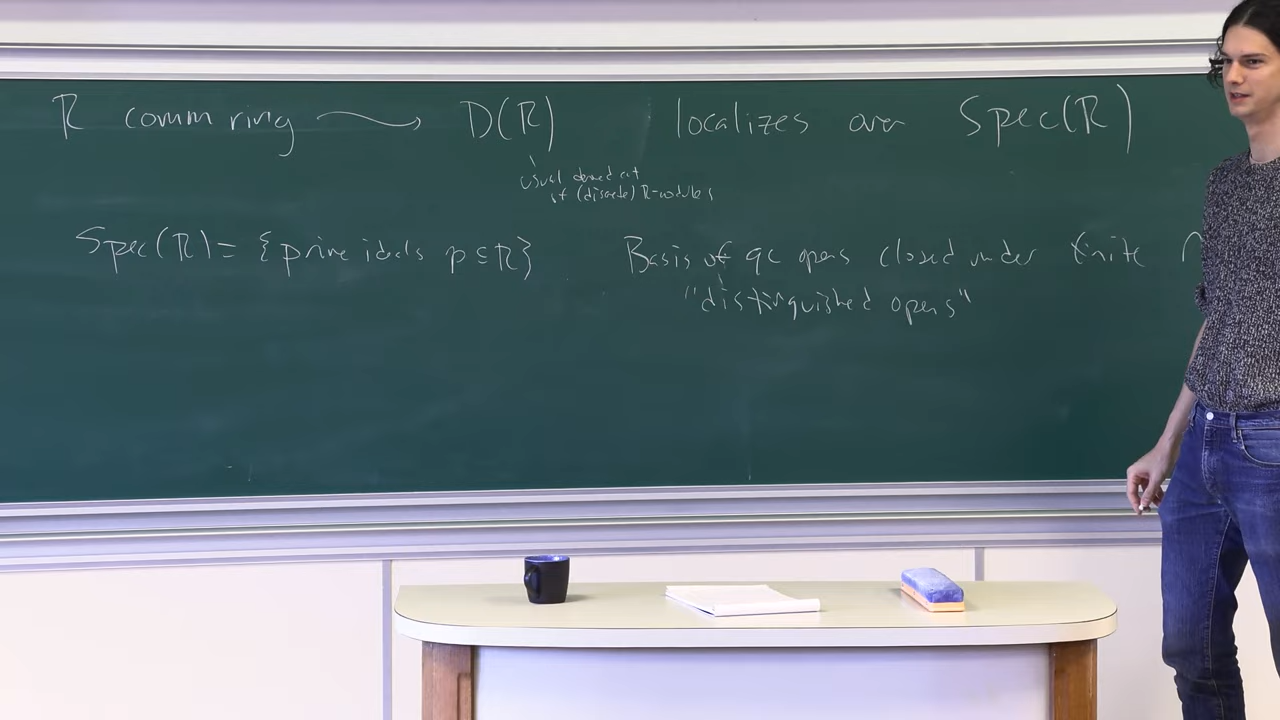 R comm ring ⟿ D(R) localizes over Spec(R)
usual derived cat
of (discrete) R-modules
Spec(R) = {prime ideals p ⊆ R} Basis of qc opens closed under finite ∩
"distinguished opens"